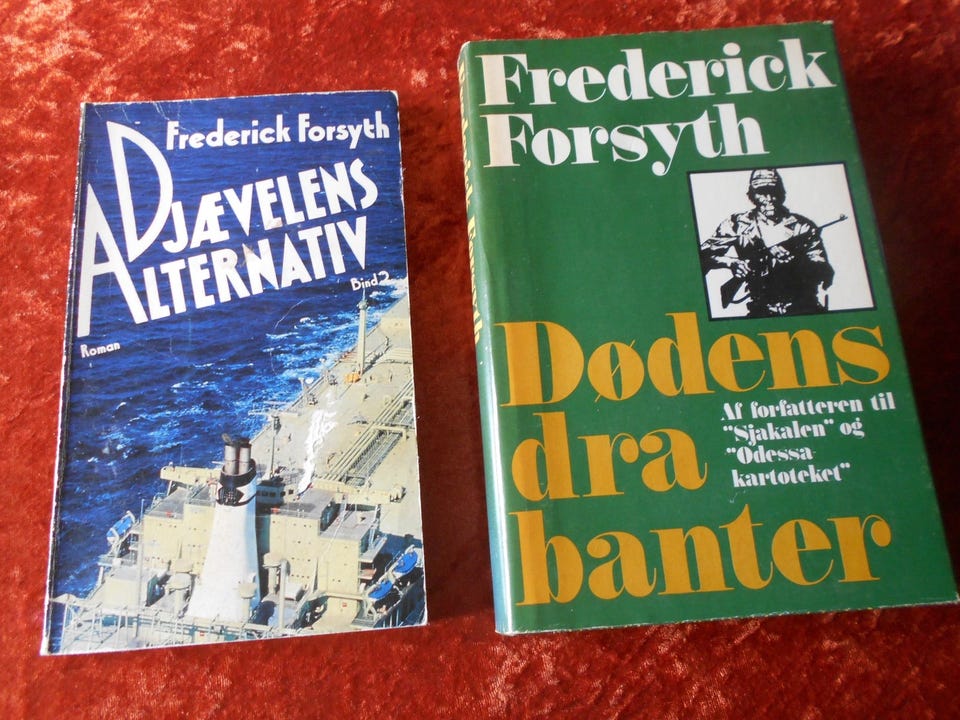 Frederick Forsyth
DJÆVELENS
ALTERNATIV
Bind 2
Roman
Frederick
Forsyth
Dødens
dra
banter
Af forfatteren til
"Sjakalen" og
"Odessa-
kartoteket"